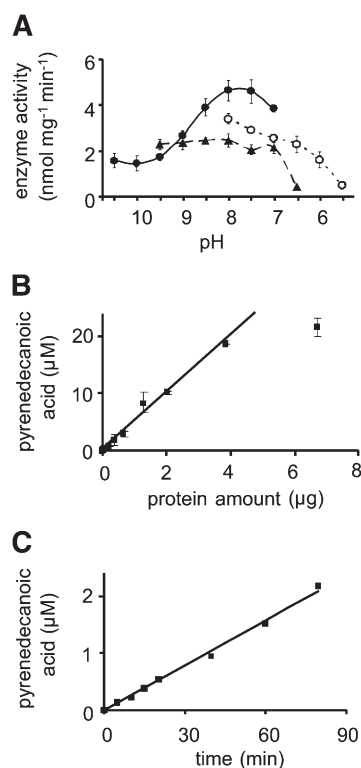 A
enzyme activity
(nmol mg⁻¹ min⁻¹)
6
4
2
0
10 9 8 7 6
pH
B
pyrenedecanoic
acid (µM)
20
10
0
0 2 4 6 8
protein amount (µg)
C
pyrenedecanoic
acid (µM)
2
1
0
0 30 60 90
time (min)